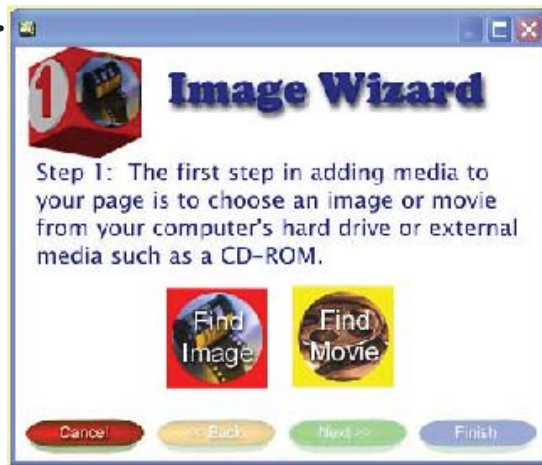 1
Image Wizard
Step 1:  The first step in adding media to
your page is to choose an image or movie
from your computer's hard drive or external
media such as a CD-ROM.
Find Find
Image Movie
Cancel << Back Next >> Finish